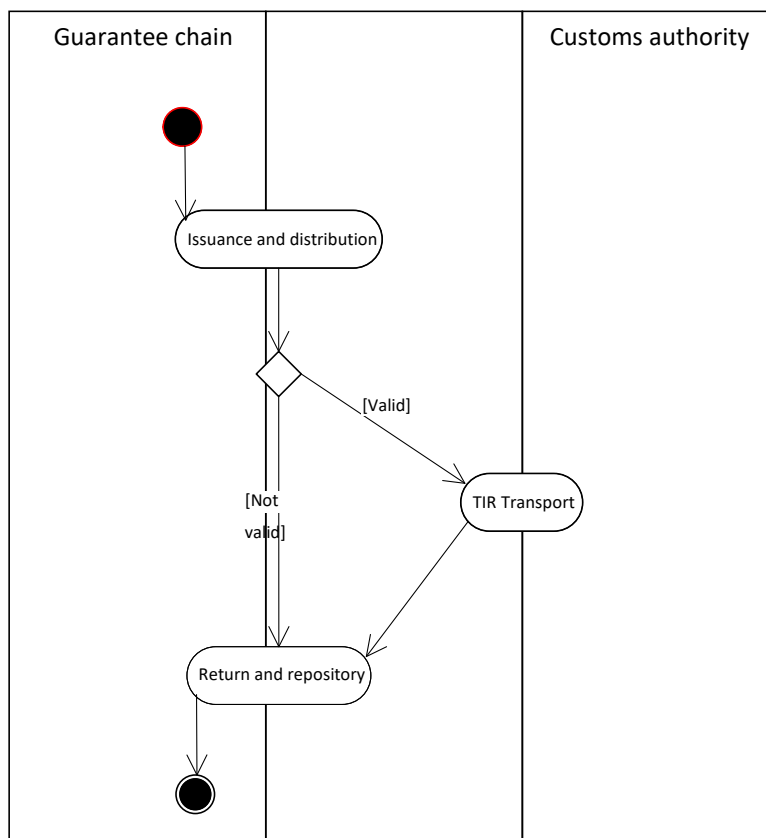 Guarantee chain
Customs authority
Issuance and distribution
[Valid]
[Not
valid]
TIR Transport
Return and repository